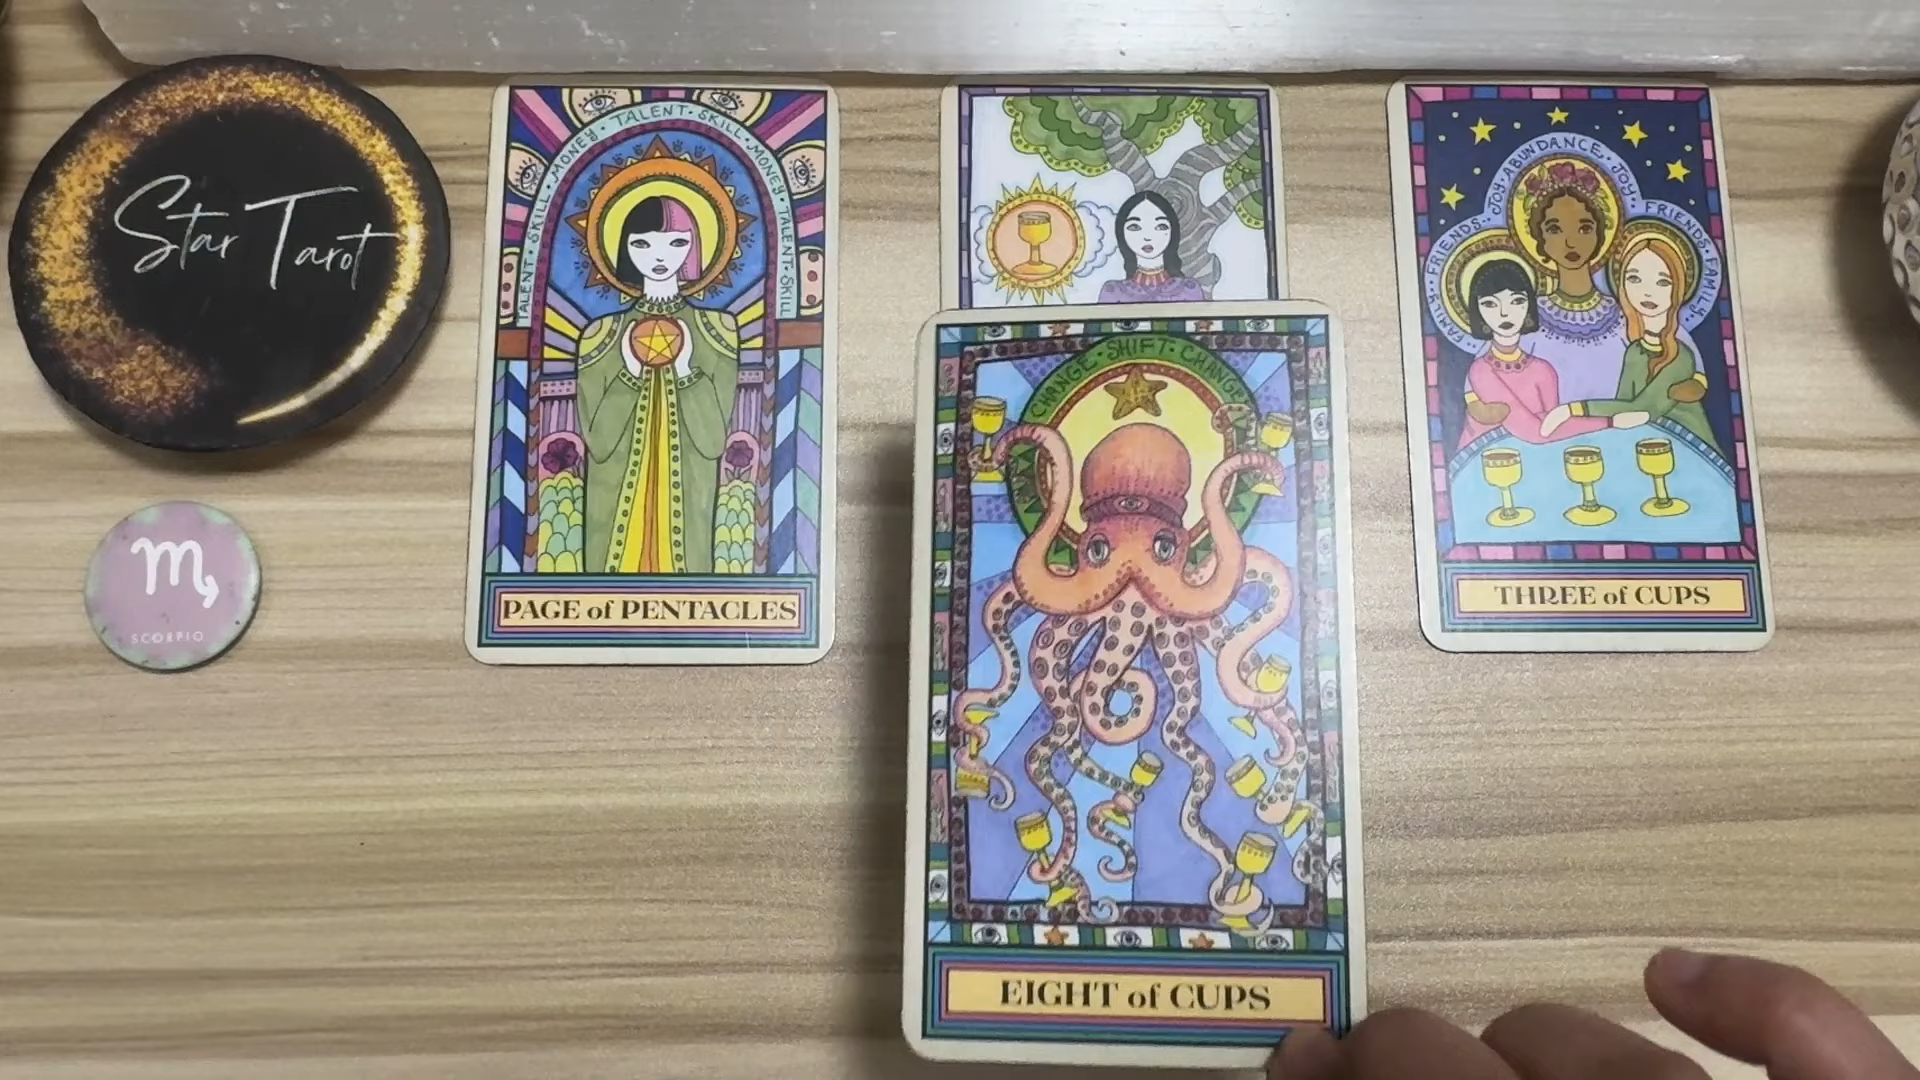 Star Tarot
SCORPIO
TALENT · SKILL · MONEY · TALENT · SKILL · MONEY · TALENT · SKILL
PAGE of PENTACLES
CHANGE · SHIFT · CHANGE
EIGHT of CUPS
FAMILY · FRIENDS · JOY · ABUNDANCE · JOY · FRIENDS · FAMILY
THREE of CUPS